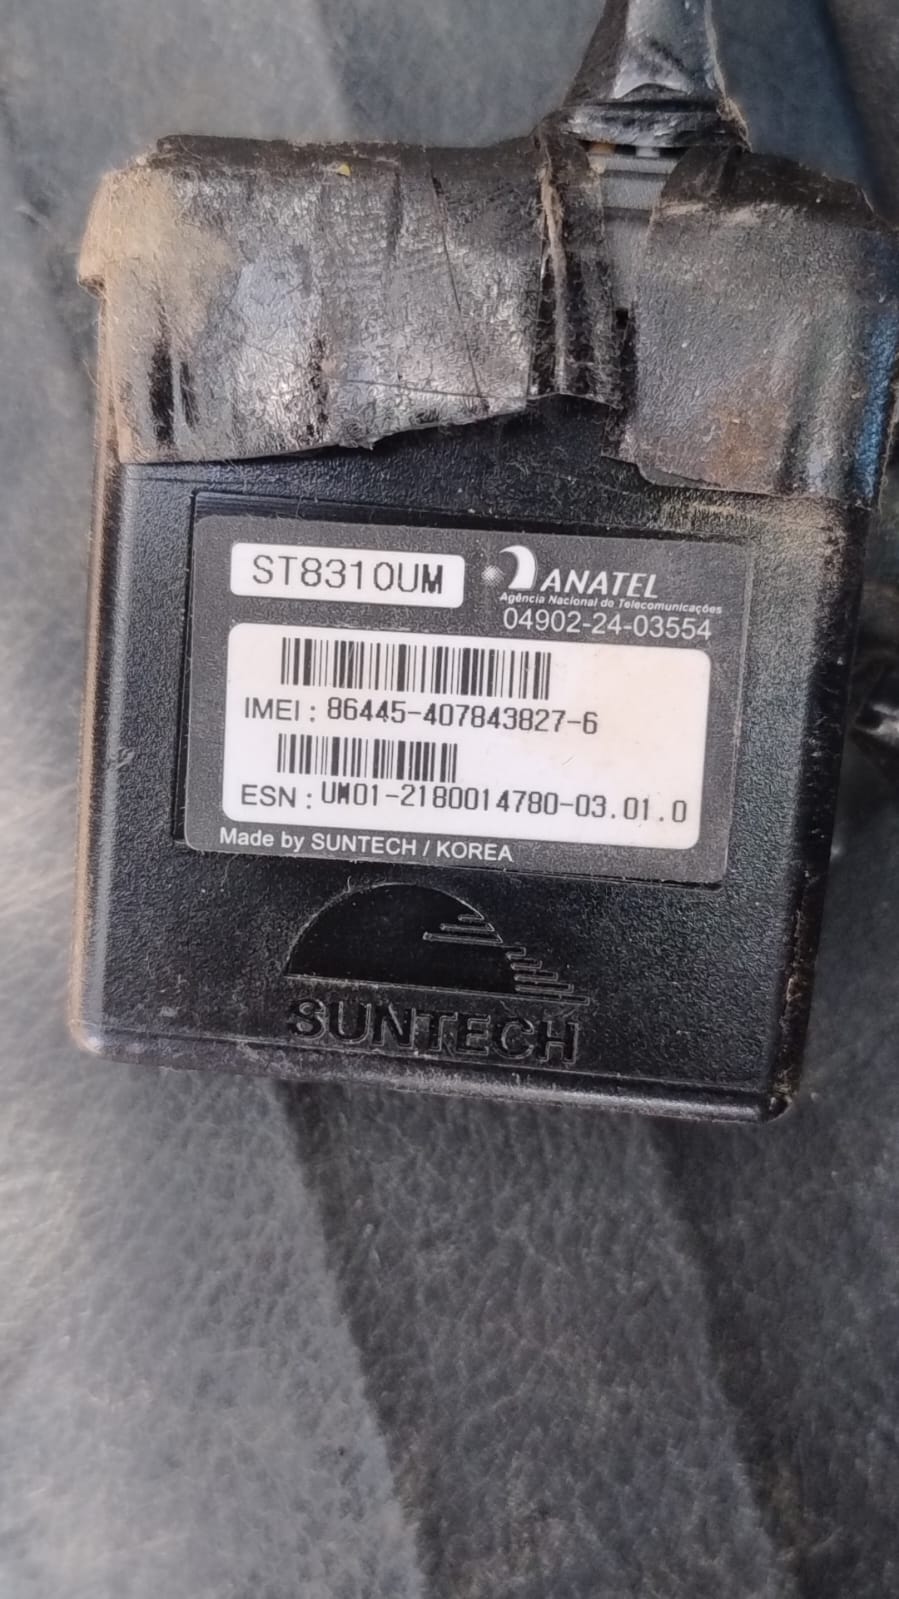 ST8310UM
ANATEL
Agência Nacional de Telecomunicações
04902-24-03554
IMEI : 86445-407843827-6
ESN : UM01-2180014780-03.01.0
Made by SUNTECH / KOREA
SUNTECH